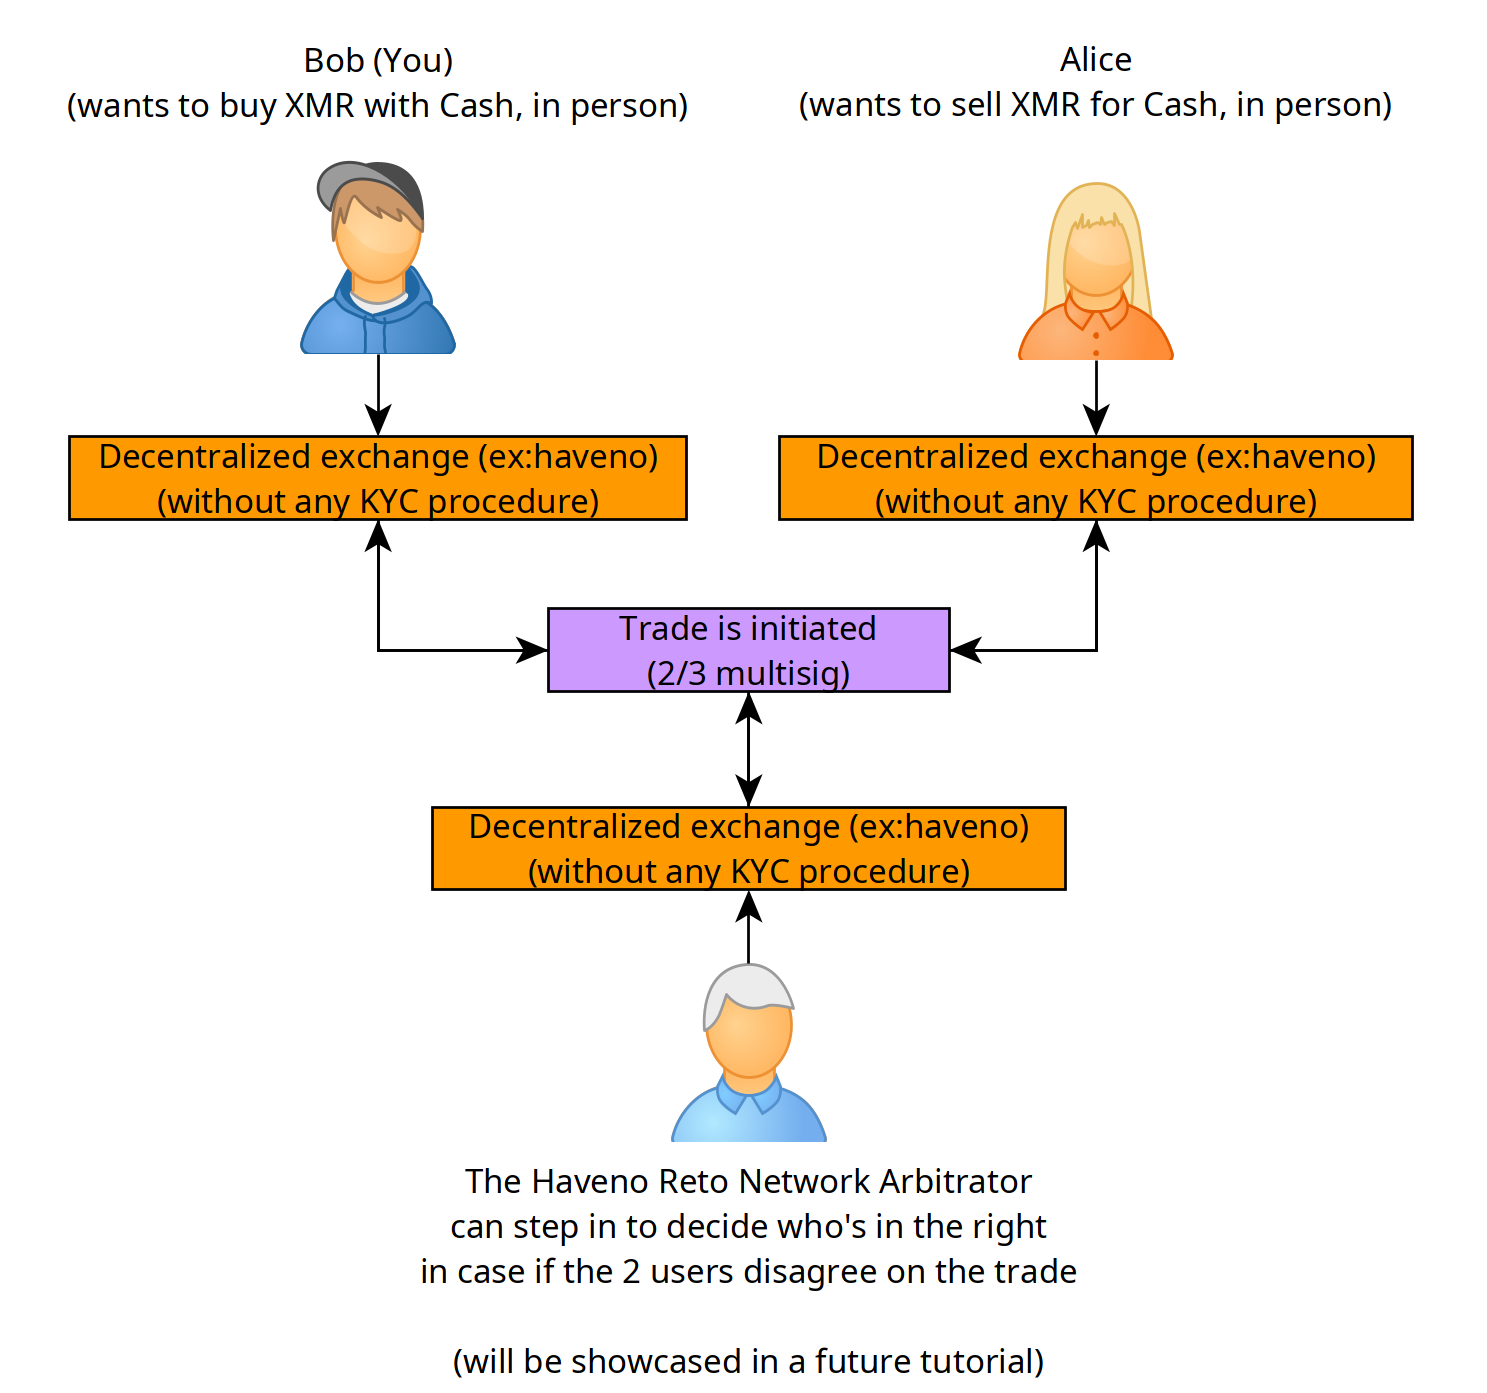 Bob (You)
(wants to buy XMR with Cash, in person)
Alice
(wants to sell XMR for Cash, in person)
Decentralized exchange (ex:haveno)
(without any KYC procedure)
Decentralized exchange (ex:haveno)
(without any KYC procedure)
Trade is initiated
(2/3 multisig)
Decentralized exchange (ex:haveno)
(without any KYC procedure)
The Haveno Reto Network Arbitrator
can step in to decide who's in the right
in case if the 2 users disagree on the trade
(will be showcased in a future tutorial)